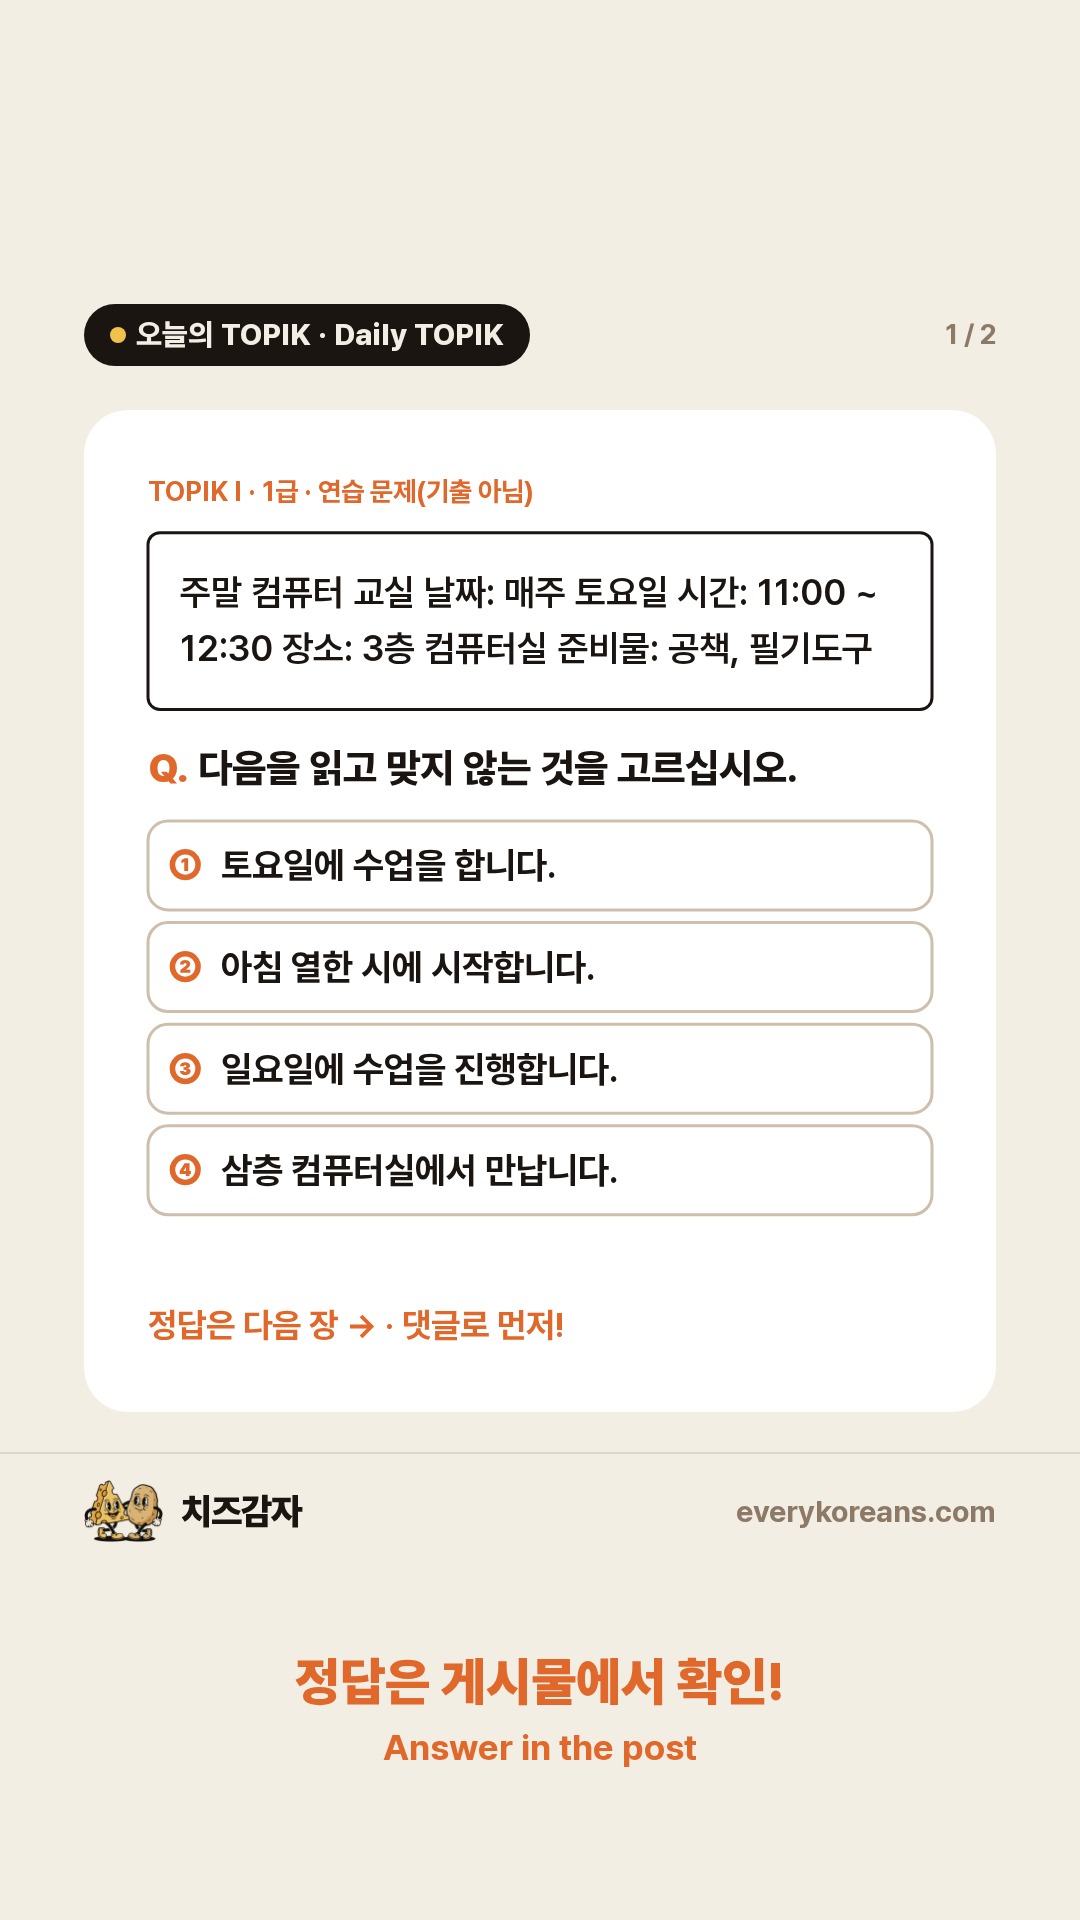 오늘의 TOPIK · Daily TOPIK
1 / 2
TOPIK I · 1급 · 연습 문제(기출 아님)
주말 컴퓨터 교실 날짜: 매주 토요일 시간: 11:00 ~
12:30 장소: 3층 컴퓨터실 준비물: 공책, 필기도구
Q. 다음을 읽고 맞지 않는 것을 고르십시오.
① 토요일에 수업을 합니다.
② 아침 열한 시에 시작합니다.
③ 일요일에 수업을 진행합니다.
④ 삼층 컴퓨터실에서 만납니다.
정답은 다음 장 → · 댓글로 먼저!
치즈감자
everykoreans.com
정답은 게시물에서 확인!
Answer in the post